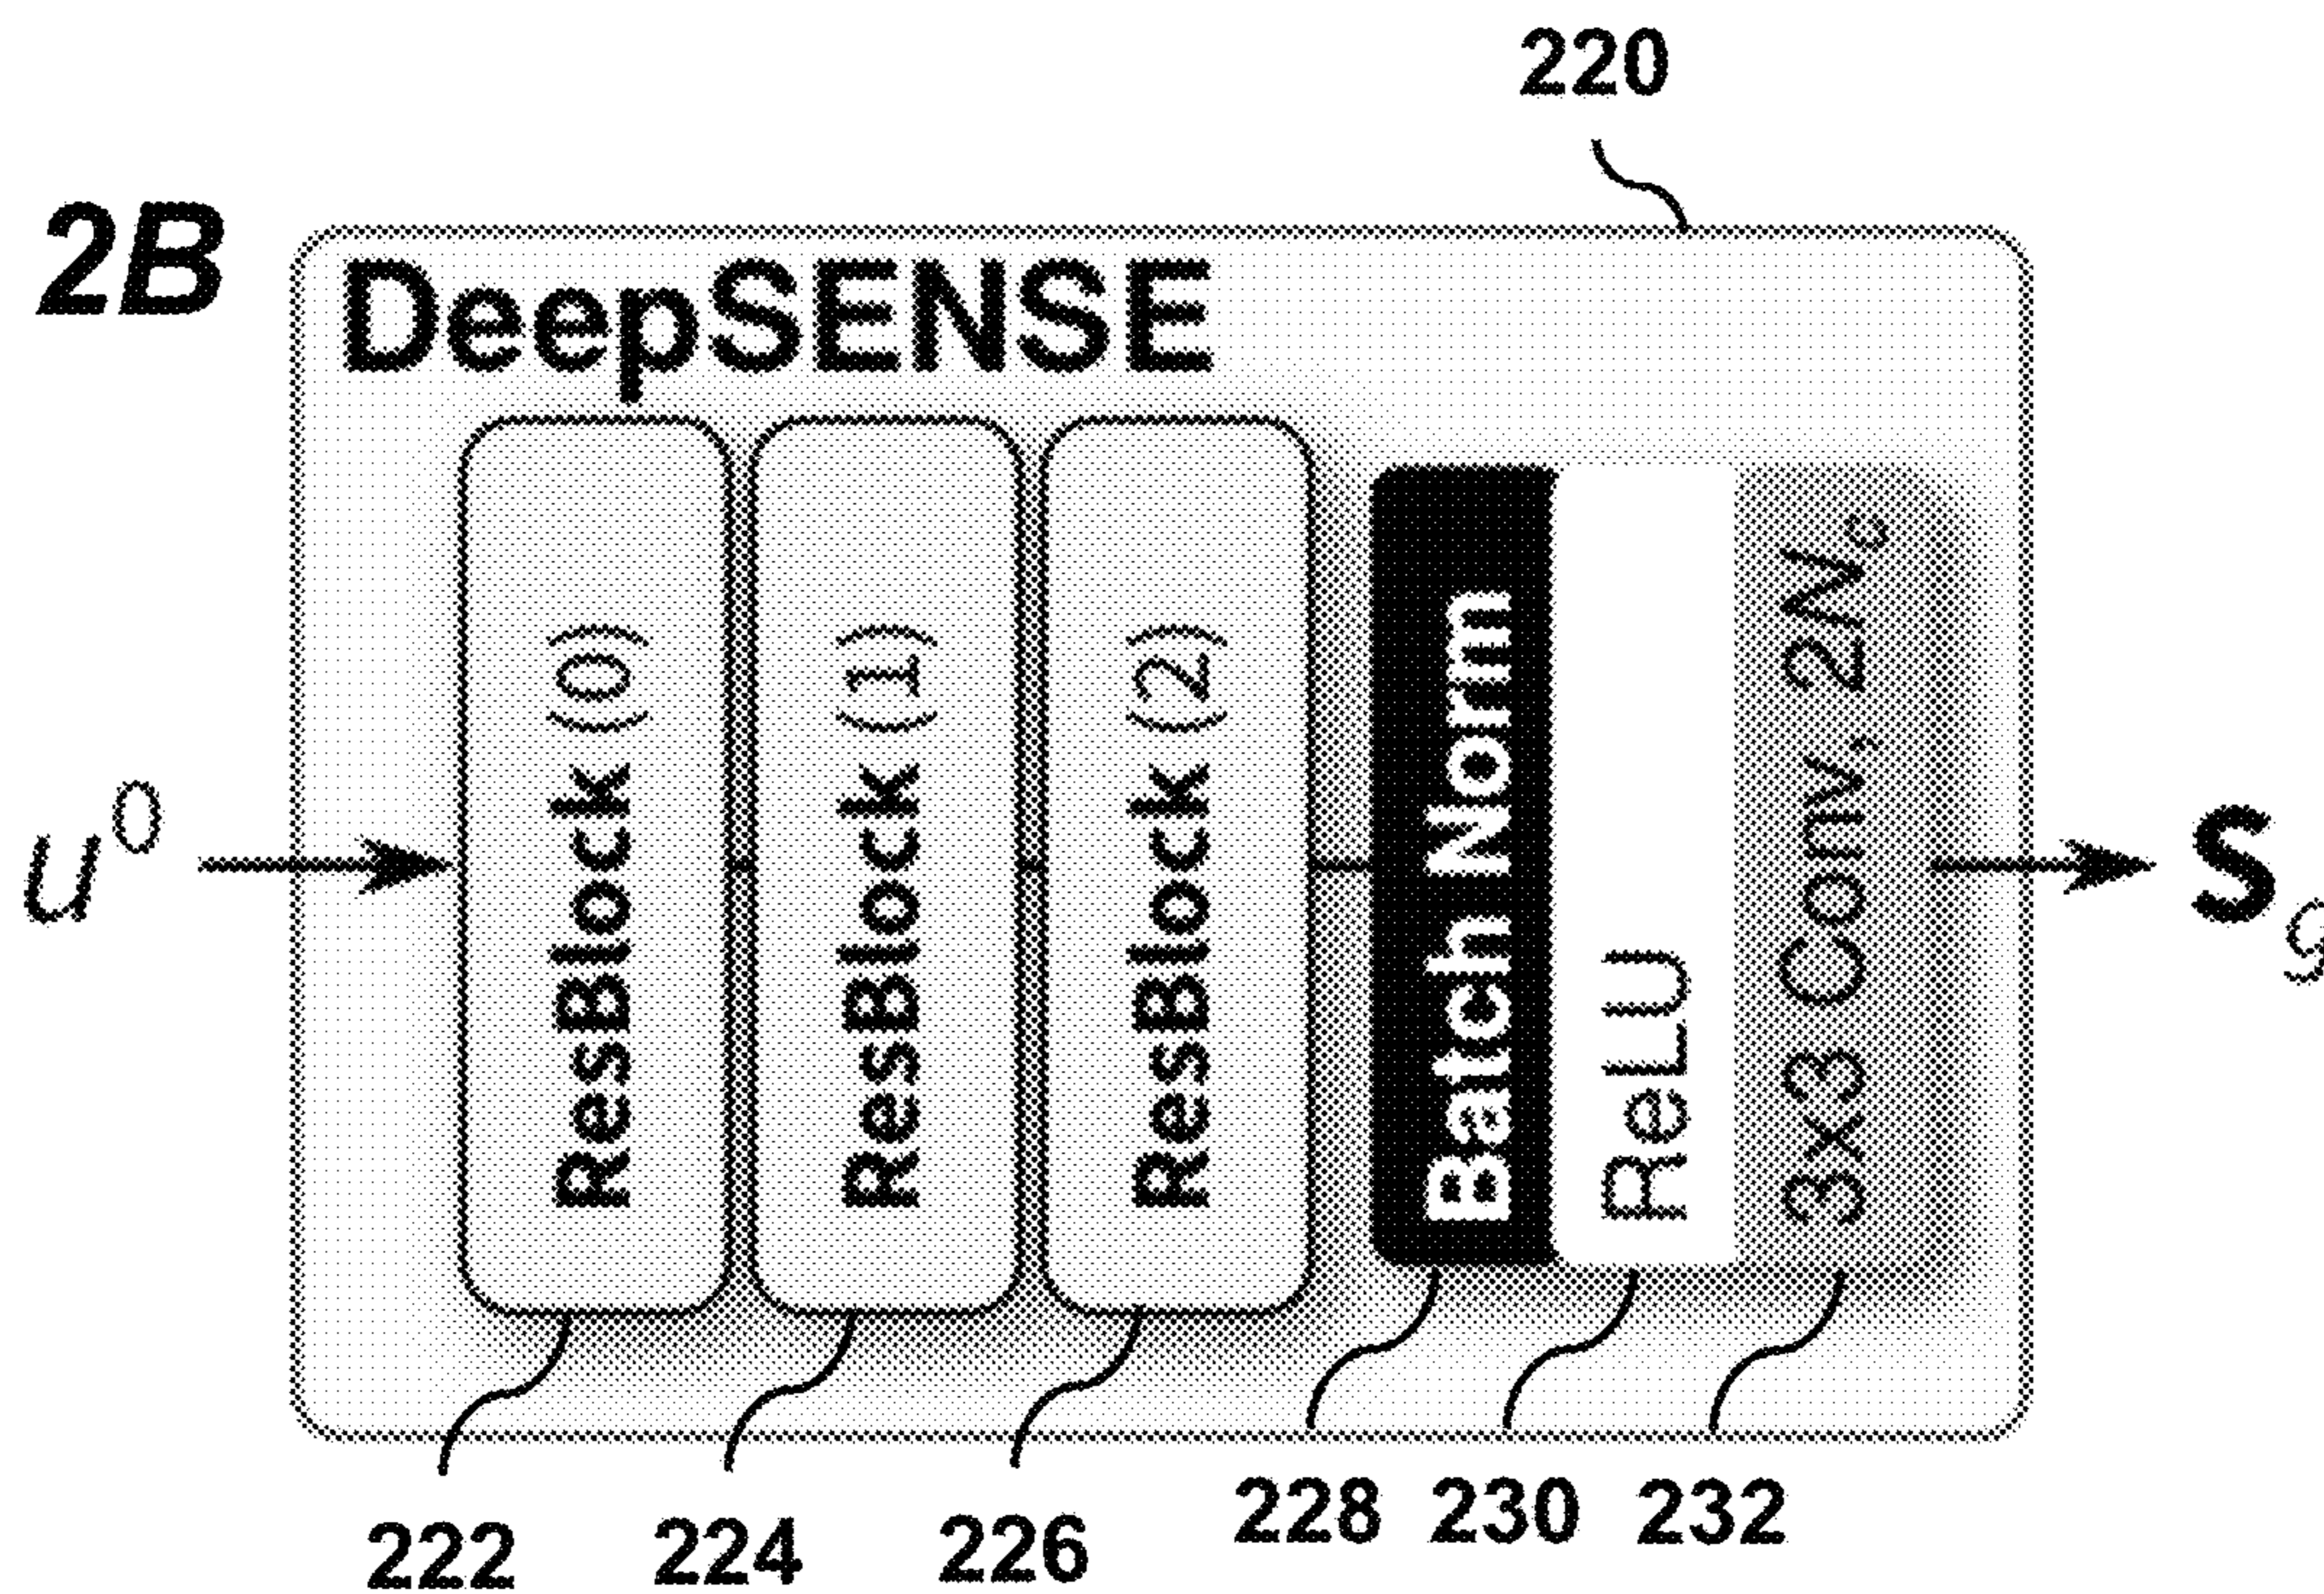 220
2B
DeepSENSE
u⁰
ResBlock (0)
ResBlock (1)
ResBlock (2)
Batch Norm
ReLU
3x3 Conv, 2N꜀
S
g
222
224
226
228
230
232